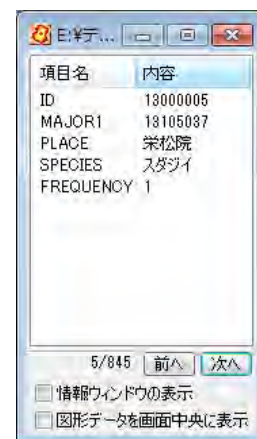 E:¥デ...
項目名 内容
ID 13000005
MAJOR1 13105037
PLACE 栄松院
SPECIES スダジイ
FREQUENCY 1
5/845 前へ 次へ
情報ウィンドウの表示
図形データを画面中央に表示